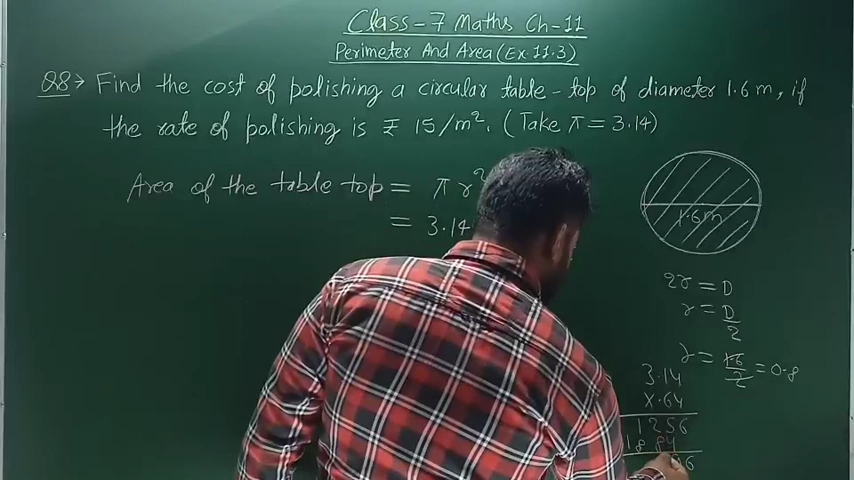 Class-7 Maths Ch-11
Perimeter And Area (Ex.11.3)
Q8→ Find the cost of polishing a circular table-top of diameter 1.6 m, if
the rate of polishing is ₹ 15/m². (Take π = 3.14)
Area of the table top = πr²
= 3.14
1.6m
2r = D
r = D/2
r = 1.6/2 = 0.8
3.14
X.64
1256